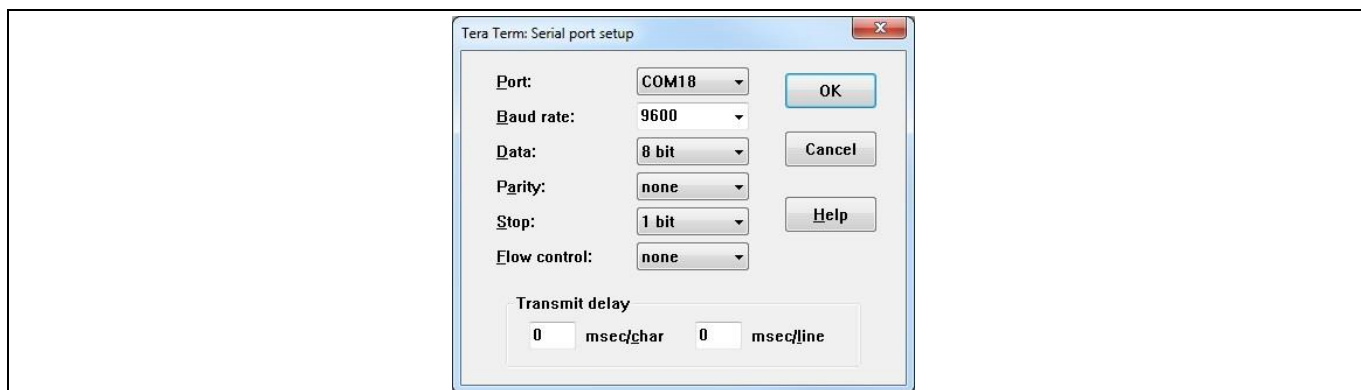 Tera Term: Serial port setup
Port: COM18 OK
Baud rate: 9600
Data: 8 bit Cancel
Parity: none
Stop: 1 bit Help
Flow control: none
Transmit delay
0 msec/char 0 msec/line